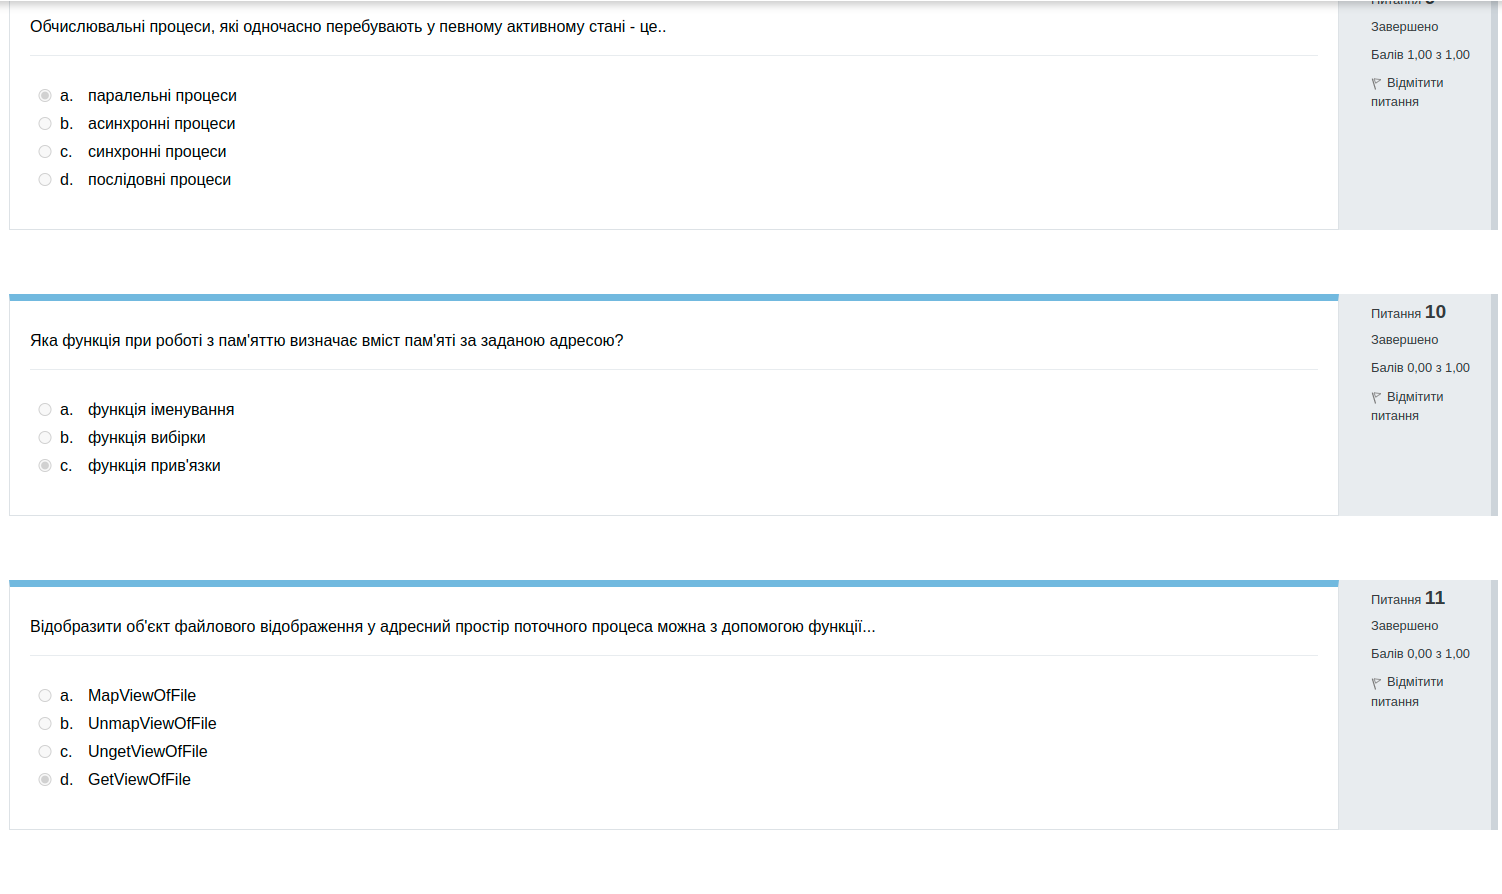 Обчислювальні процеси, які одночасно перебувають у певному активному стані - це..
a. паралельні процеси
b. асинхронні процеси
c. синхронні процеси
d. послідовні процеси
Завершено
Балів 1,00 з 1,00
Відмітити
питання
Яка функція при роботі з пам'яттю визначає вміст пам'яті за заданою адресою?
a. функція іменування
b. функція вибірки
c. функція прив'язки
Питання 10
Завершено
Балів 0,00 з 1,00
Відмітити
питання
Відобразити об'єкт файлового відображення у адресний простір поточного процеса можна з допомогою функції...
a. MapViewOfFile
b. UnmapViewOfFile
c. UngetViewOfFile
d. GetViewOfFile
Питання 11
Завершено
Балів 0,00 з 1,00
Відмітити
питання